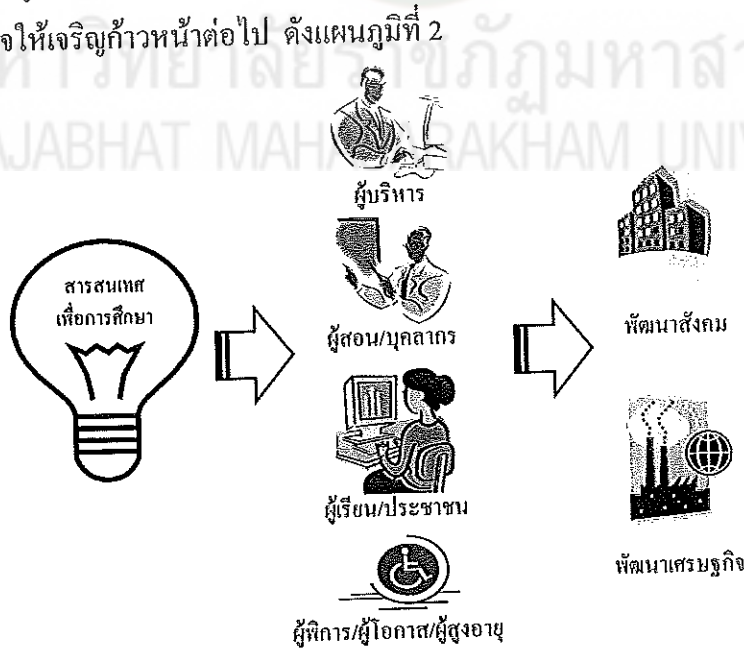 จให้เจริญก้าวหน้าต่อไป ดังแผนภูมิที่ 2
RAKHAM UNIV
ผู้บริหาร
สารสนเทศ
เพื่อการศึกษา
ผู้สอน/บุคลากร
พัฒนาสังคม
ผู้เรียน/ประชาชน
พัฒนาเศรษฐกิจ
ผู้พิการ/ผู้โอกาส/ผู้สูงอายุ